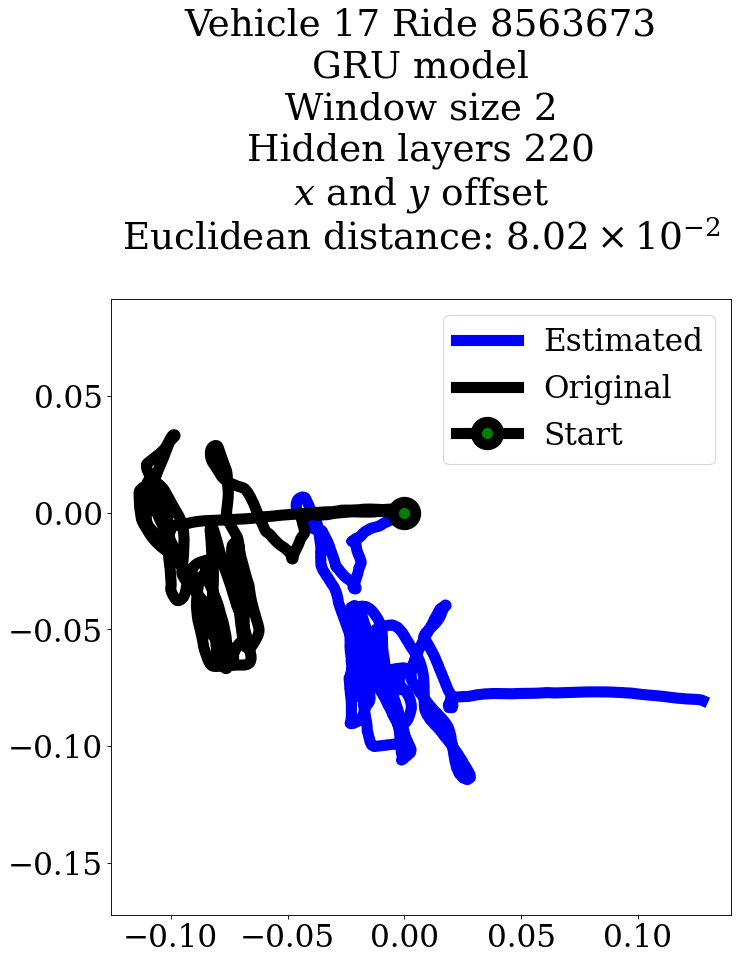 Vehicle 17 Ride 8563673
GRU model
Window size 2
Hidden layers 220
x and y offset
Euclidean distance: 8.02 × 10⁻²
Estimated
Original
Start
0.05
0.00
−0.05
−0.10
−0.15
−0.10 −0.05 0.00 0.05 0.10